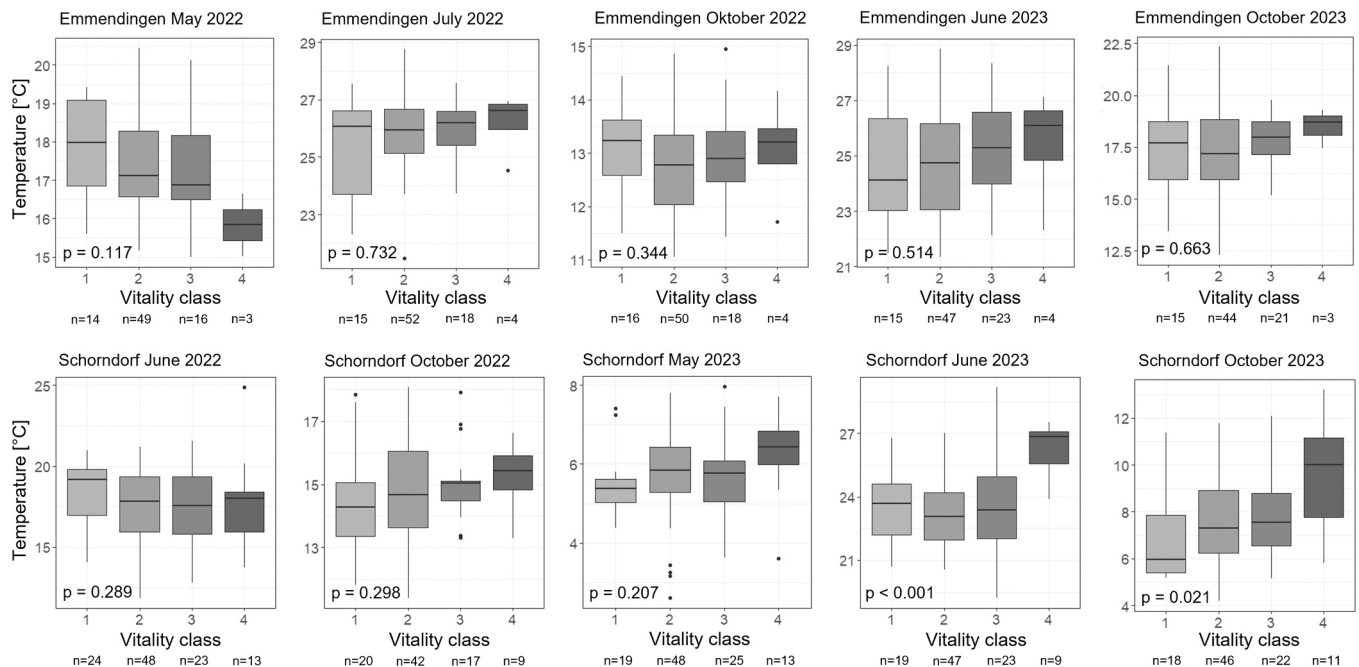 Emmendingen May 2022
Emmendingen July 2022
Emmendingen Oktober 2022
Emmendingen June 2023
Emmendingen October 2023
Temperature [°C]
20
19
18
17
16
15
p = 0.117
1 2 3 4
Vitality class
n=14 n=49 n=16 n=3
29
27
25
23
p = 0.732
1 2 3 4
Vitality class
n=15 n=52 n=18 n=4
15
14
13
12
11
p = 0.344
1 2 3 4
Vitality class
n=16 n=50 n=18 n=4
29
27
25
23
21
p = 0.514
1 2 3 4
Vitality class
n=15 n=47 n=23 n=4
22.5
20.0
17.5
15.0
12.5
p = 0.663
1 2 3 4
Vitality class
n=15 n=44 n=21 n=3
Schorndorf June 2022
Schorndorf October 2022
Schorndorf May 2023
Schorndorf June 2023
Schorndorf October 2023
Temperature [°C]
25
20
15
p = 0.289
1 2 3 4
Vitality class
n=24 n=48 n=23 n=13
17
15
13
p = 0.298
1 2 3 4
Vitality class
n=20 n=42 n=17 n=9
8
6
4
p = 0.207
1 2 3 4
Vitality class
n=19 n=48 n=25 n=13
27
24
21
p < 0.001
1 2 3 4
Vitality class
n=19 n=47 n=23 n=9
12
10
8
6
4
p = 0.021
1 2 3 4
Vitality class
n=18 n=46 n=22 n=11